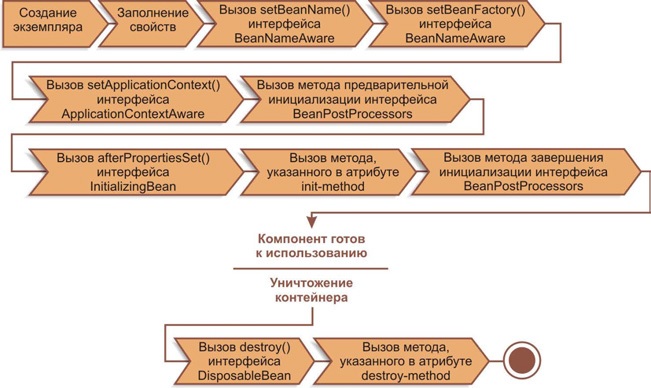 Создание
экземпляра
Заполнение
свойств
Вызов setBeanName()
интерфейса
BeanNameAware
Вызов setBeanFactory()
интерфейса
BeanNameAware
Вызов setApplicationContext()
интерфейса
ApplicationContextAware
Вызов метода предварительной
инициализации интерфейса
BeanPostProcessors
Вызов afterPropertiesSet()
интерфейса
InitializingBean
Вызов метода,
указанного в атрибуте
init-method
Вызов метода завершения
инициализации интерфейса
BeanPostProcessors
Компонент готов
к использованию
Уничтожение
контейнера
Вызов destroy()
интерфейса
DisposableBean
Вызов метода,
указанного в атрибуте
destroy-method